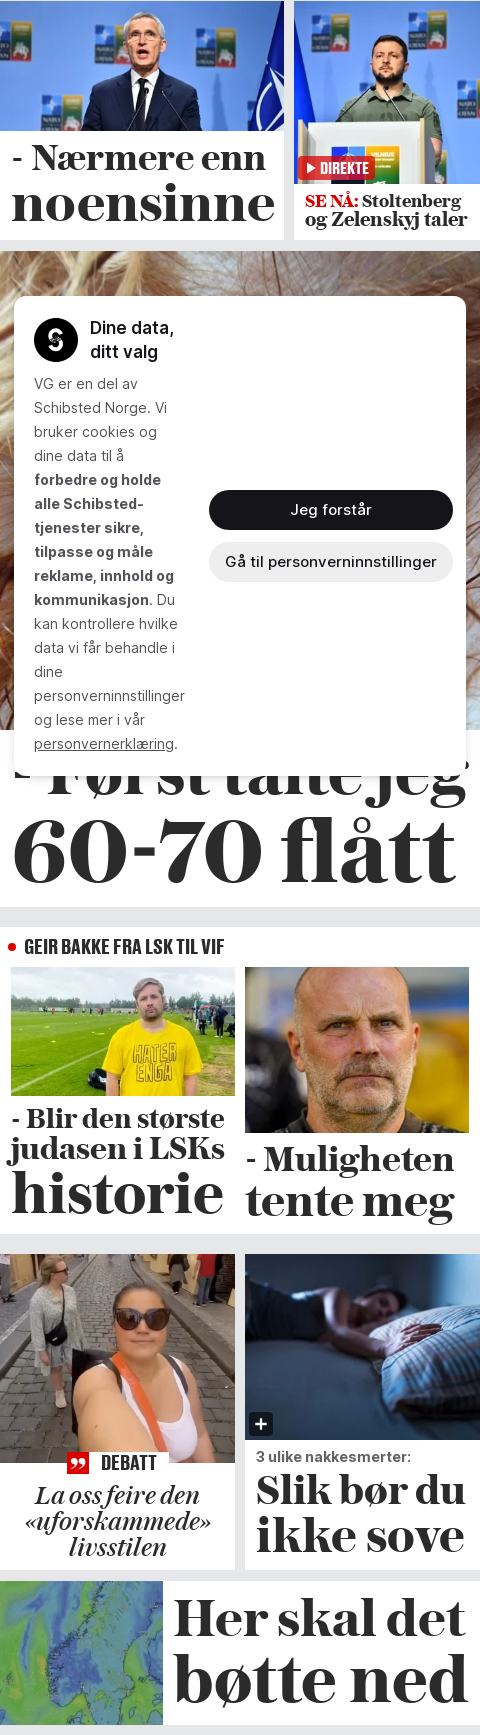 - Nærmere enn
noensinne
DIREKTE
SE NÅ: Stoltenberg
og Zelenskyj taler
Dine data,
ditt valg
VG er en del av
Schibsted Norge. Vi
bruker cookies og
dine data til å
forbedre og holde
alle Schibsted-
tjenester sikre,
tilpasse og måle
reklame, innhold og
kommunikasjon. Du
kan kontrollere hvilke
data vi får behandle i
dine
personverninnstillinger
og lese mer i vår
personvernerklæring.
Jeg forstår
Gå til personverninnstillinger
- Først talte jeg
60-70 flått
GEIR BAKKE FRA LSK TIL VIF
HATER
ENGA
- Blir den største
judasen i LSKs
historie
- Muligheten
tente meg
DEBATT
La oss feire den
«uforskammede»
livsstilen
3 ulike nakkesmerter:
Slik bør du
ikke sove
Her skal det
bøtte ned